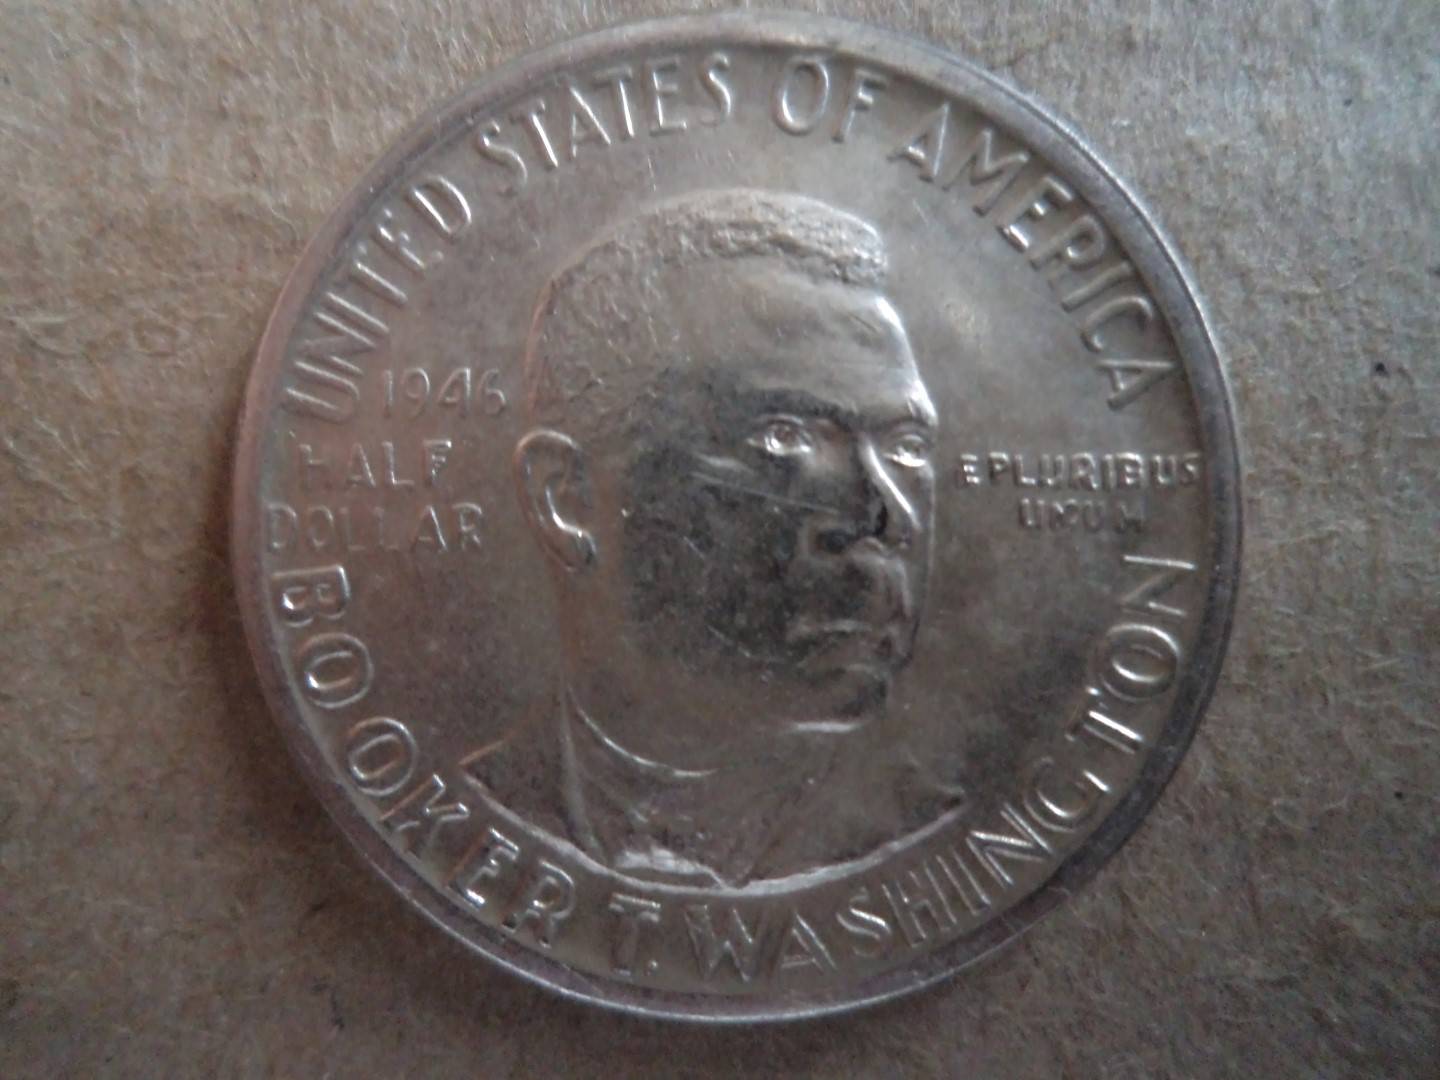 UNITED STATES OF AMERICA
1946
HALF
DOLLAR
E PLURIBUS
UNUM
BOOKER T. WASHINGTON